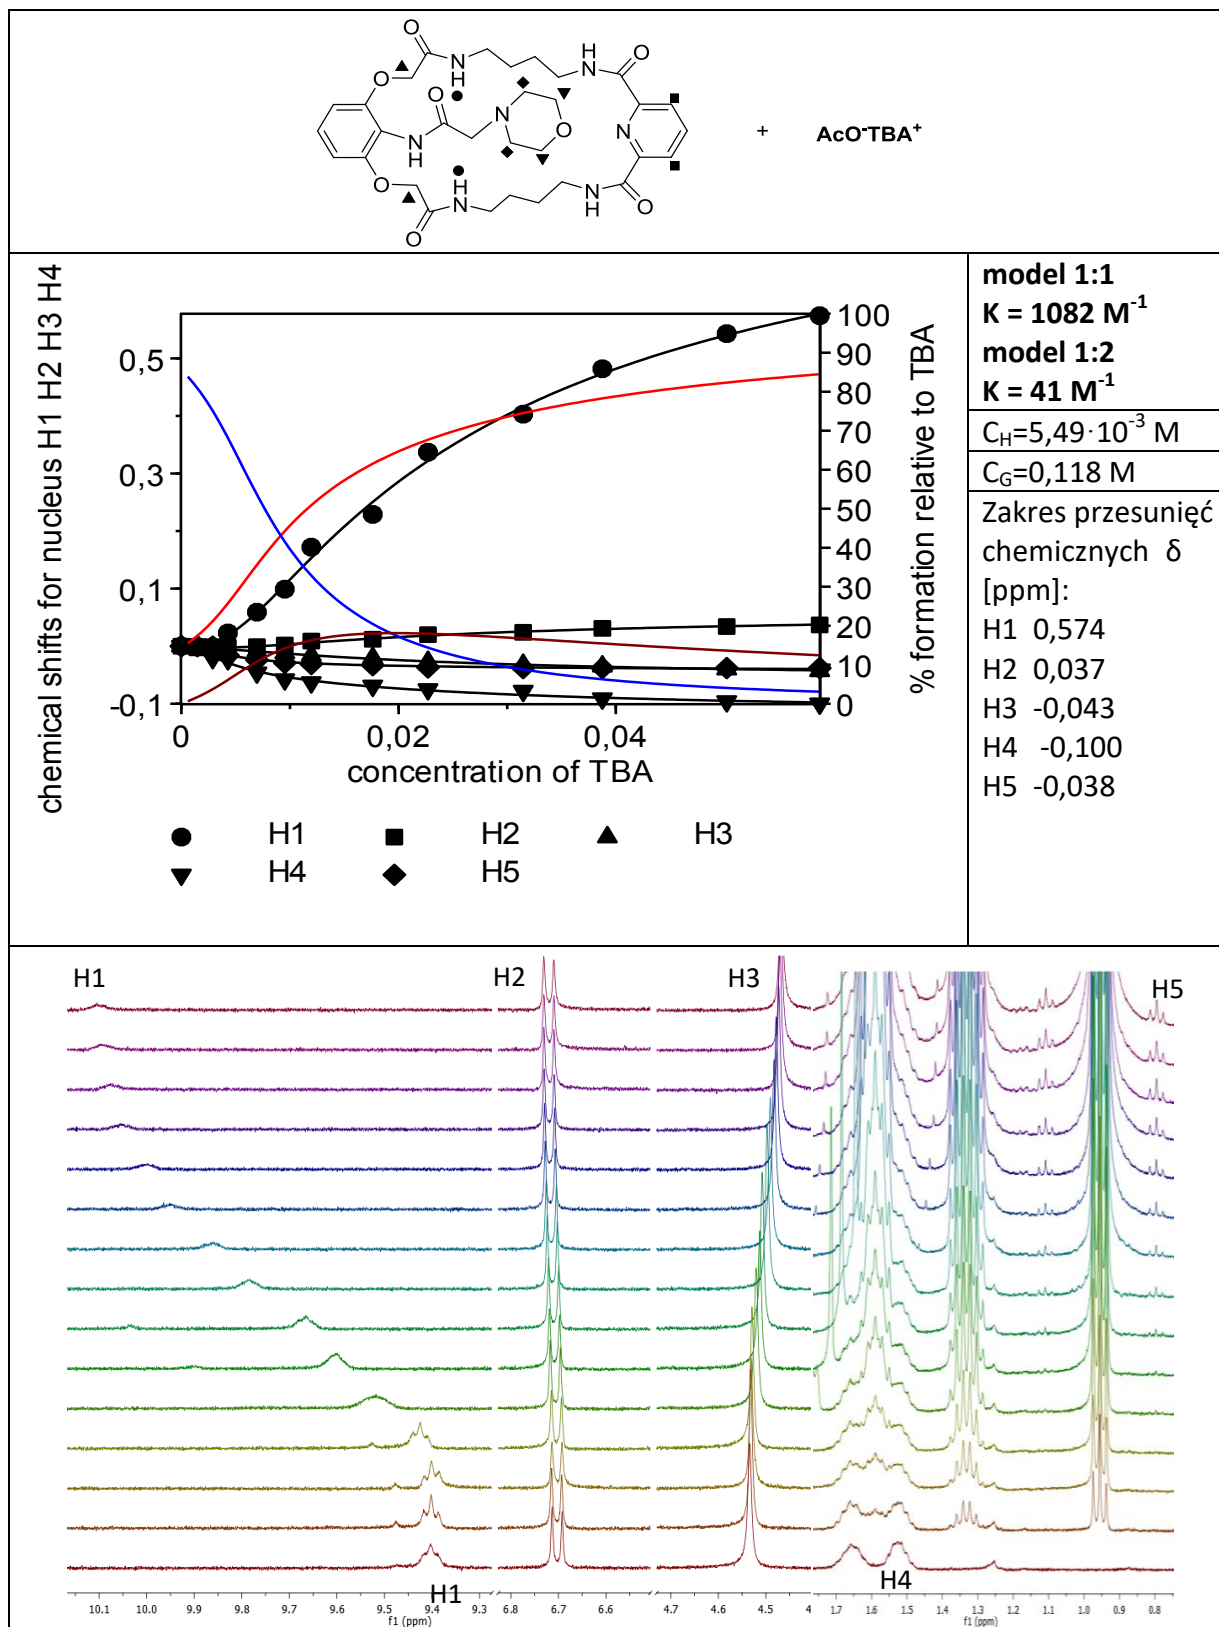 O
N
H
H
N
O
O
O
N
H
N
O
N
O
N
O
N
H
H
N
O
+ AcO⁻TBA⁺
chemical shifts for nucleus H1 H2 H3 H4
0,5
0,3
0,1
-0,1
0
0,02
0,04
concentration of TBA
100
90
80
70
60
50
40
30
20
10
0
% formation relative to TBA
H1 H2 H3
H4 H5
model 1:1
K = 1082 M⁻¹
model 1:2
K = 41 M⁻¹
C_H=5,49·10⁻³ M
C_G=0,118 M
Zakres przesunięć
chemicznych δ
[ppm]:
H1 0,574
H2 0,037
H3 -0,043
H4 -0,100
H5 -0,038
H1 H2 H3 H5
H1 H4
10.1 10.0 9.9 9.8 9.7 9.6 9.5 9.4 9.3 6.8 6.7 6.6 4.7 4.6 4.5 4 1.7 1.6 1.5 1.4 1.3 1.2 1.1 1.0 0.9 0.8
f1 (ppm) f1 (ppm)